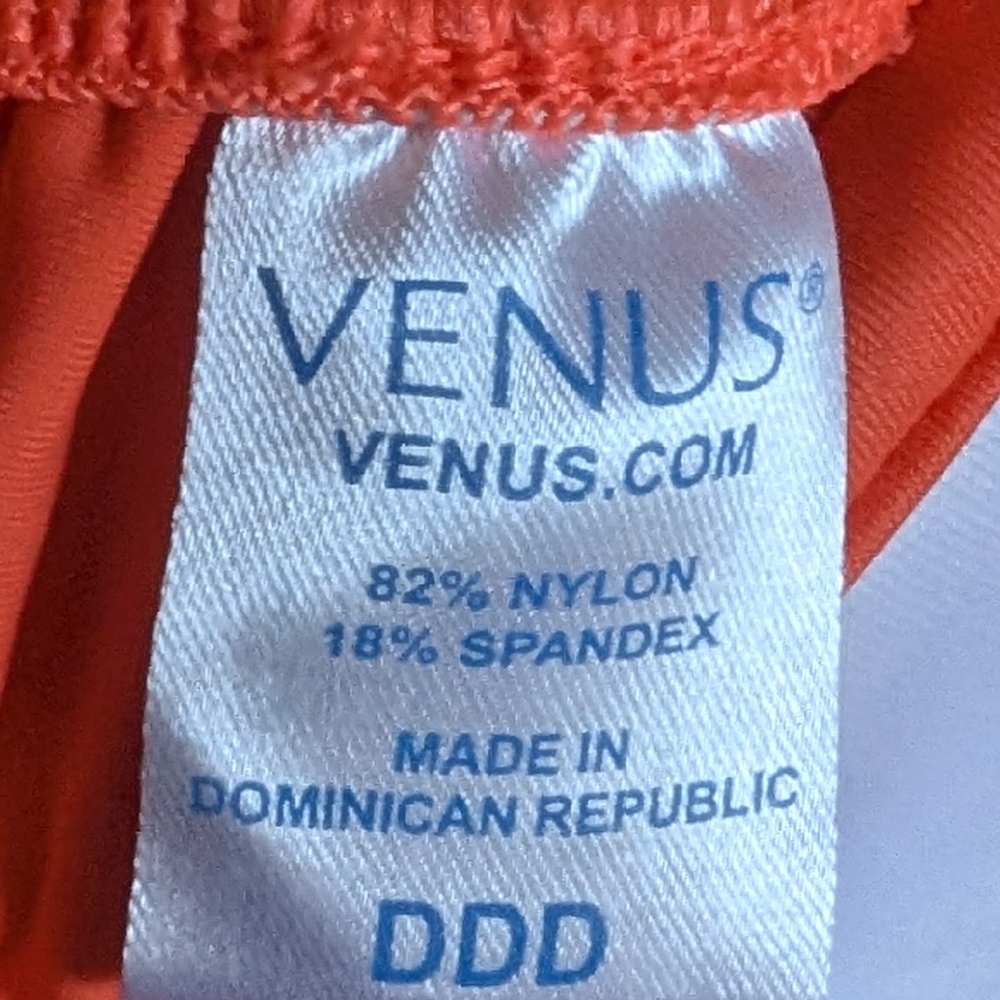 VENUS®
VENUS.COM
82% NYLON
18% SPANDEX
MADE IN
DOMINICAN REPUBLIC
DDD